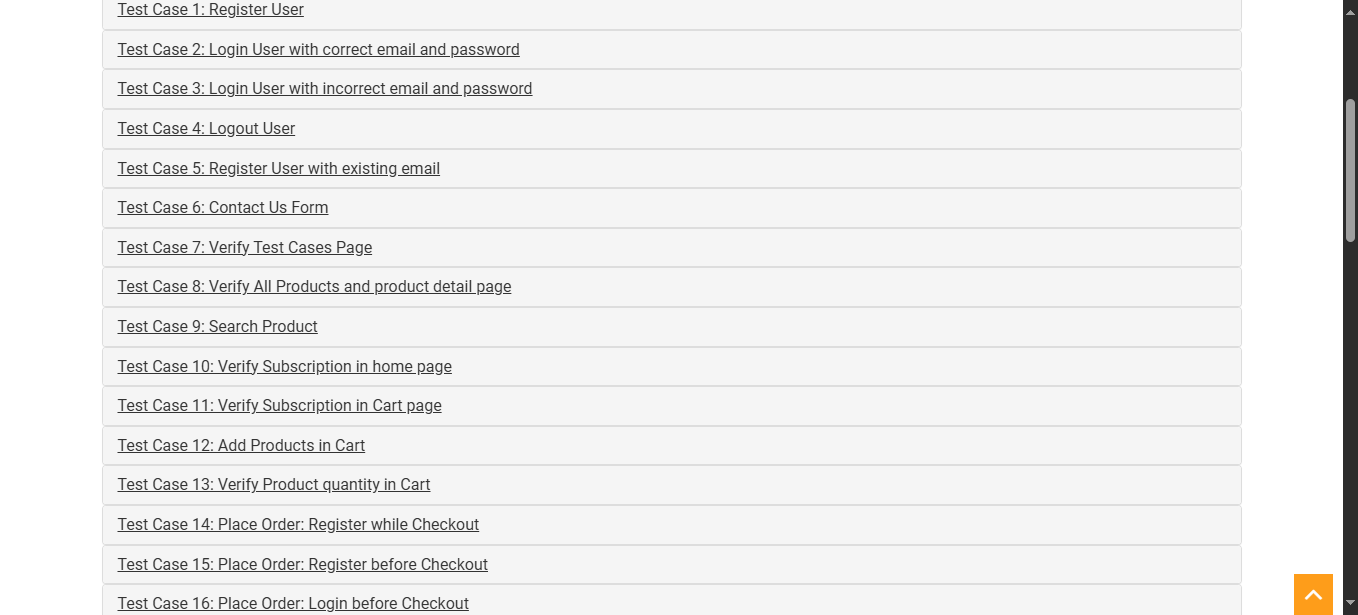 Test Case 1: Register User
Test Case 2: Login User with correct email and password
Test Case 3: Login User with incorrect email and password
Test Case 4: Logout User
Test Case 5: Register User with existing email
Test Case 6: Contact Us Form
Test Case 7: Verify Test Cases Page
Test Case 8: Verify All Products and product detail page
Test Case 9: Search Product
Test Case 10: Verify Subscription in home page
Test Case 11: Verify Subscription in Cart page
Test Case 12: Add Products in Cart
Test Case 13: Verify Product quantity in Cart
Test Case 14: Place Order: Register while Checkout
Test Case 15: Place Order: Register before Checkout
Test Case 16: Place Order: Login before Checkout